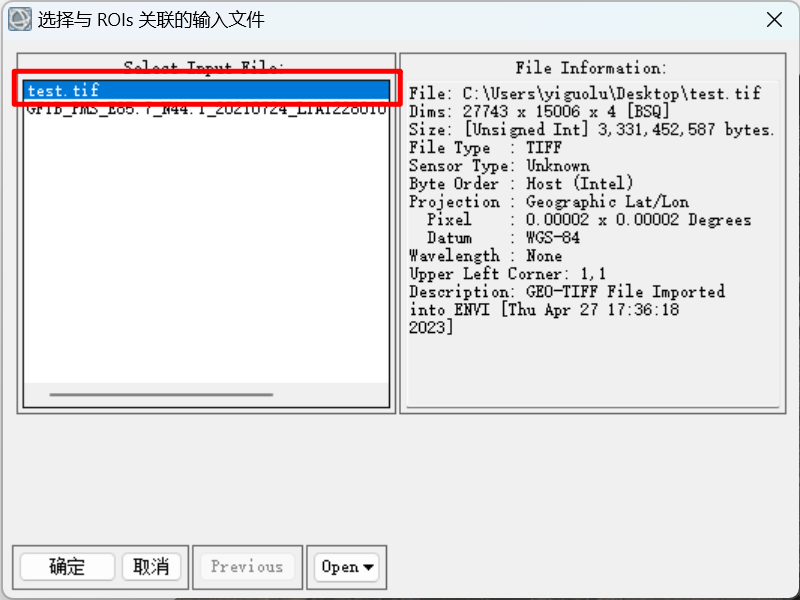 选择与 ROIs 关联的输入文件
Select Input File:
test.tif
File Information:
File: C:\Users\yiguolu\Desktop\test.tif
Dims: 27743 x 15006 x 4 [BSQ]
Size: [Unsigned Int] 3,331,452,587 bytes.
File Type : TIFF
Sensor Type: Unknown
Byte Order : Host (Intel)
Projection : Geographic Lat/Lon
Pixel : 0.00002 x 0.00002 Degrees
Datum : WGS-84
Wavelength : None
Upper Left Corner: 1,1
Description: GEO-TIFF File Imported
into ENVI [Thu Apr 27 17:36:18
2023]
确定 取消 Previous Open